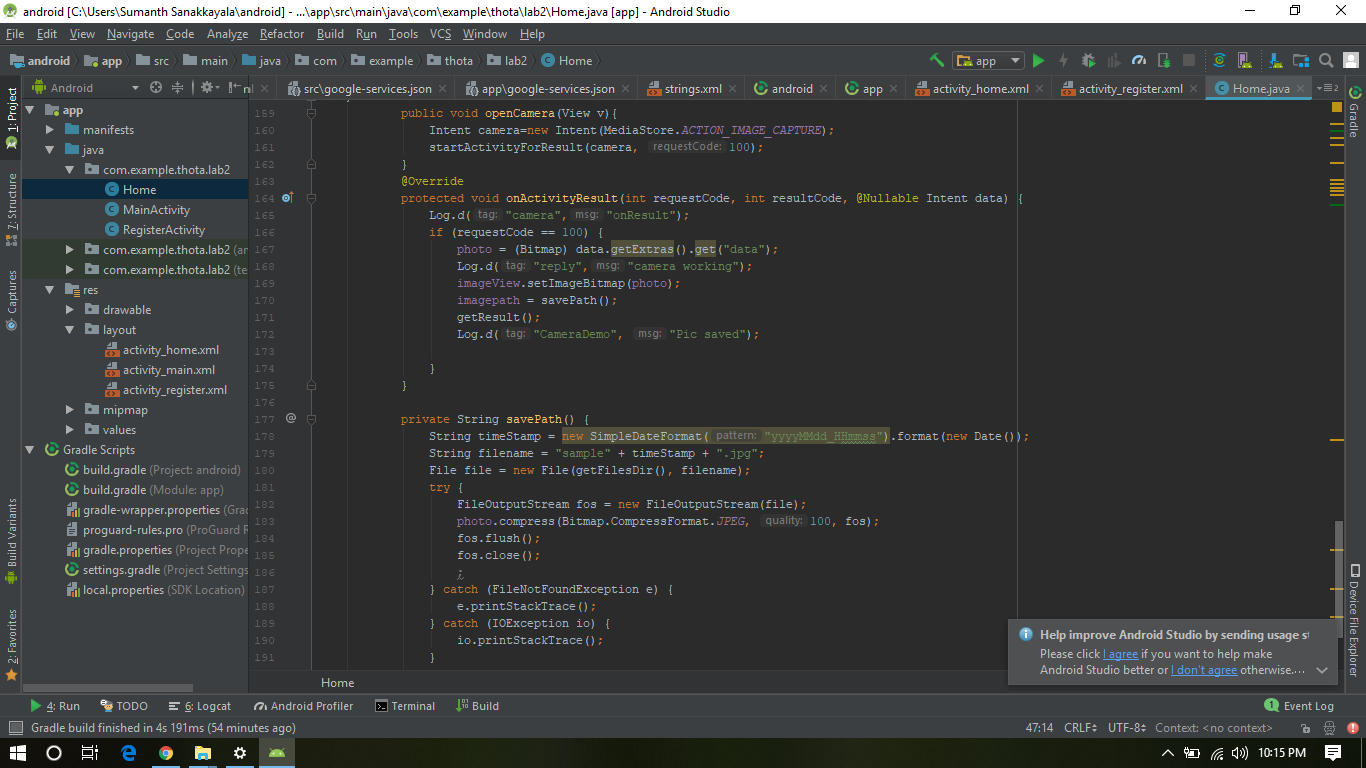 android [C:\Users\Sumanth Sanakkayala\android] - ...\app\src\main\java\com\example\thota\lab2\Home.java [app] - Android Studio
File Edit View Navigate Code Analyze Refactor Build Run Tools VCS Window Help
android app src main java com example thota lab2 Home app
Android src\google-services.json app\google-services.json strings.xml android app activity_home.xml activity_register.xml Home.java
1: Project
7: Structure
Captures
Build Variants
2: Favorites
app
manifests
java
com.example.thota.lab2
Home
MainActivity
RegisterActivity
com.example.thota.lab2 (an
com.example.thota.lab2 (te
res
drawable
layout
activity_home.xml
activity_main.xml
activity_register.xml
mipmap
values
Gradle Scripts
build.gradle (Project: android)
build.gradle (Module: app)
gradle-wrapper.properties (Grad
proguard-rules.pro (ProGuard R
gradle.properties (Project Prope
settings.gradle (Project Settings
local.properties (SDK Location)
159 public void openCamera(View v){
160 Intent camera=new Intent(MediaStore.ACTION_IMAGE_CAPTURE);
161 startActivityForResult(camera, requestCode: 100);
162 }
163 @Override
164 protected void onActivityResult(int requestCode, int resultCode, @Nullable Intent data) {
165 Log.d( tag: "camera", msg: "onResult");
166 if (requestCode == 100) {
167 photo = (Bitmap) data.getExtras().get("data");
168 Log.d( tag: "reply", msg: "camera working");
169 imageView.setImageBitmap(photo);
170 imagepath = savePath();
171 getResult();
172 Log.d( tag: "CameraDemo", msg: "Pic saved");
173
174 }
175 }
176
177 private String savePath() {
178 String timeStamp = new SimpleDateFormat( pattern: "yyyyMMdd_HHmmss").format(new Date());
179 String filename = "sample" + timeStamp + ".jpg";
180 File file = new File(getFilesDir(), filename);
181 try {
182 FileOutputStream fos = new FileOutputStream(file);
183 photo.compress(Bitmap.CompressFormat.JPEG, quality: 100, fos);
184 fos.flush();
185 fos.close();
186 ;
187 } catch (FileNotFoundException e) {
188 e.printStackTrace();
189 } catch (IOException io) {
190 io.printStackTrace();
191 }
Home
Gradle
Device File Explorer
Help improve Android Studio by sending usage st
Please click I agree if you want to help make
Android Studio better or I don't agree otherwise....
4: Run TODO 6: Logcat Android Profiler Terminal Build 1 Event Log
Gradle build finished in 4s 191ms (54 minutes ago) 47:14 CRLF UTF-8 Context: <no context>
10:15 PM